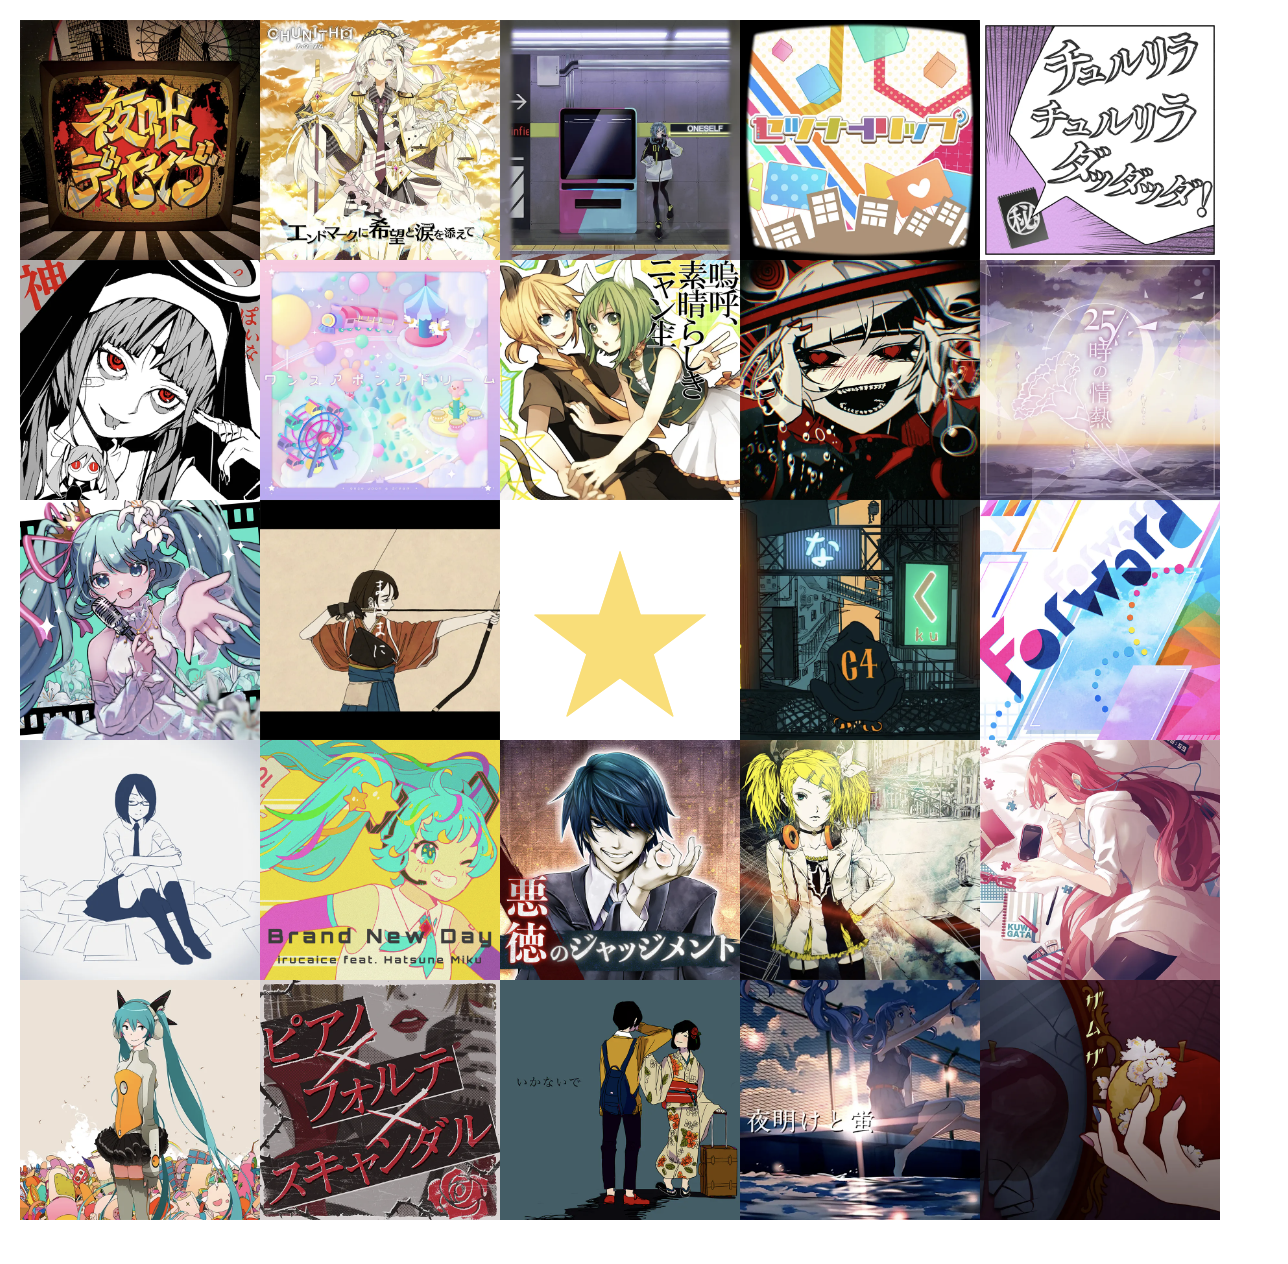 夜咄
ディセイブ
CHUNITHM
エンドマークに希望と涙を添えて
ONESELF
セツナトリップ
チュルリラ
チュルリラ
ダッダッダ!
㊙
神
っ
ぽいな
ワンスアポンアドリーム
嗚呼、
素晴らしき
ニャン生
25
時の情熱
まにまに
な
く
ku
C4
Forward
Brand New Day
irucaice feat. Hatsune Miku
悪徳のジャッジメント
KUWAGATA
ピアノ
×
フォルテ
×
スキャンダル
いかないで
夜明けと蛍